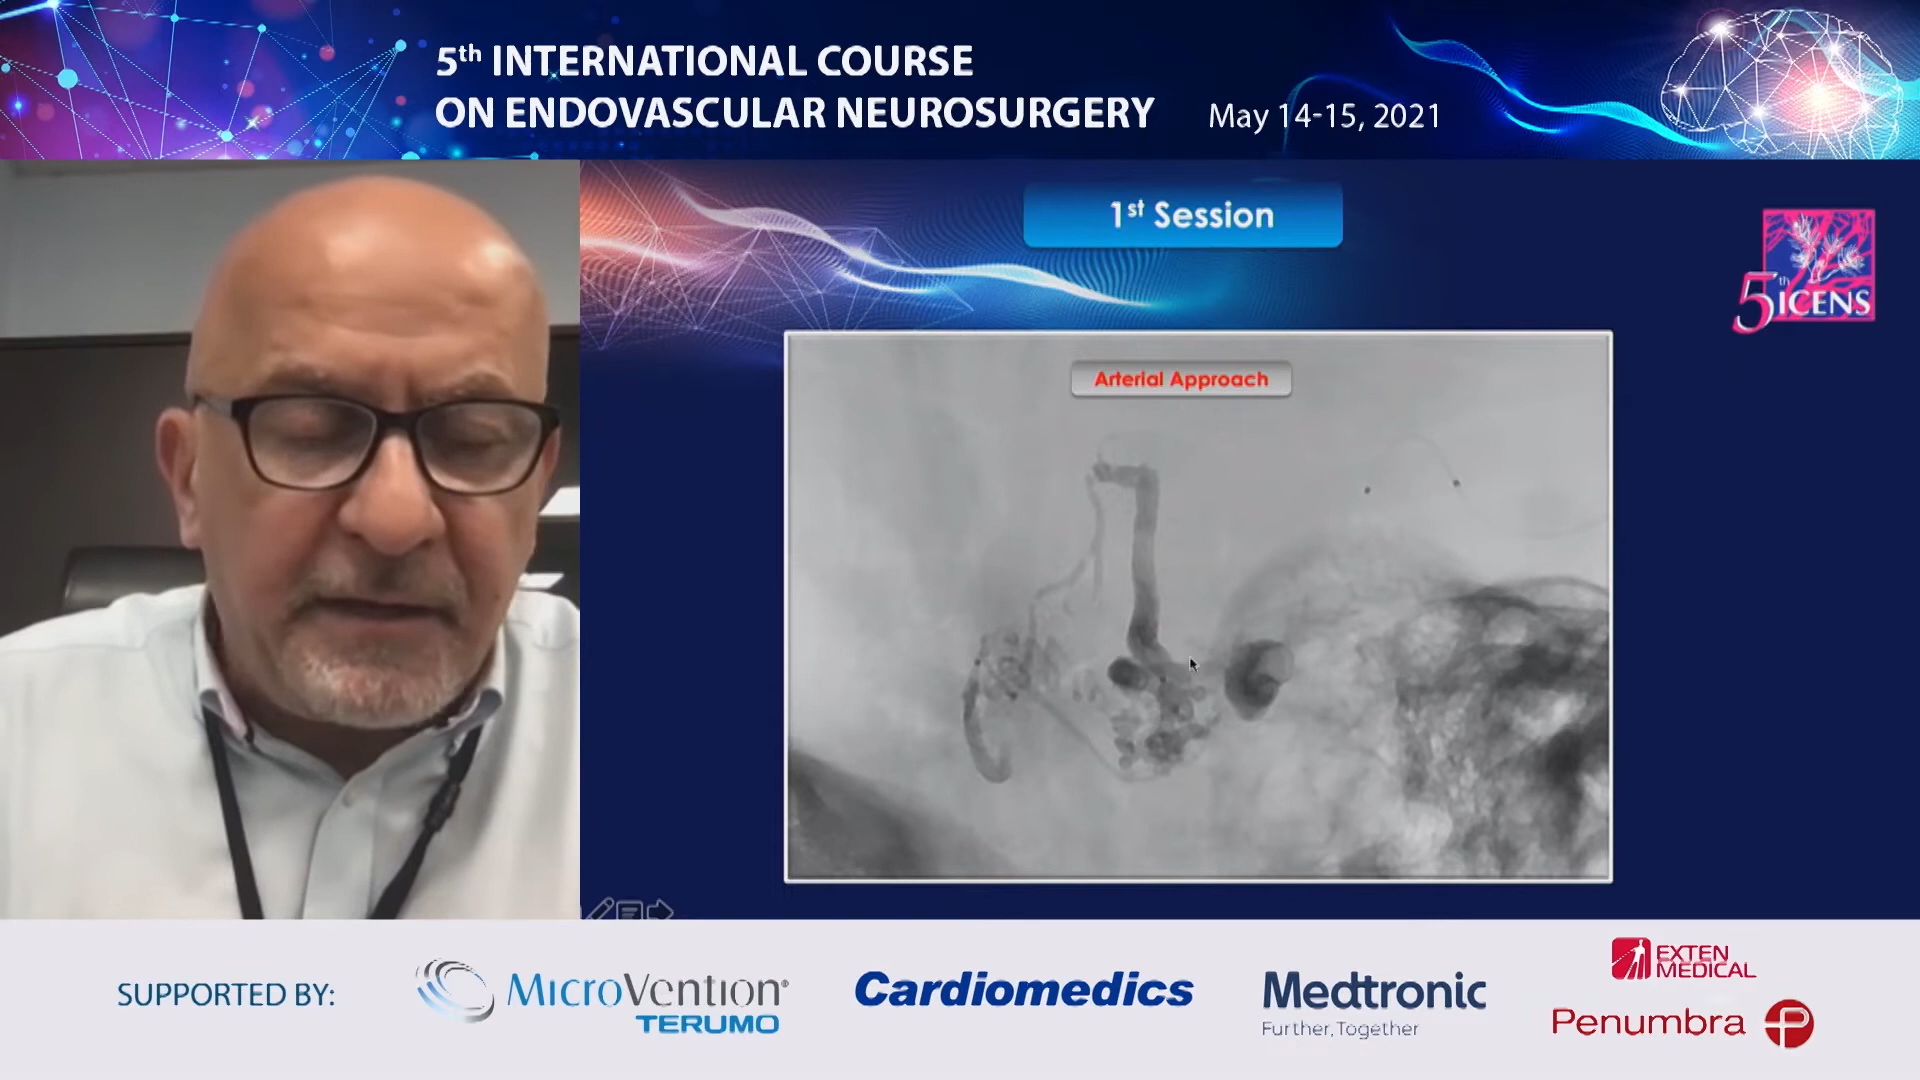 5th INTERNATIONAL COURSE
ON ENDOVASCULAR NEUROSURGERY May 14-15, 2021
1st Session
5th ICENS
Arterial Approach
SUPPORTED BY:
MicroVention®
TERUMO
Cardiomedics
Medtronic
Further, Together
EXTEN
MEDICAL
Penumbra P